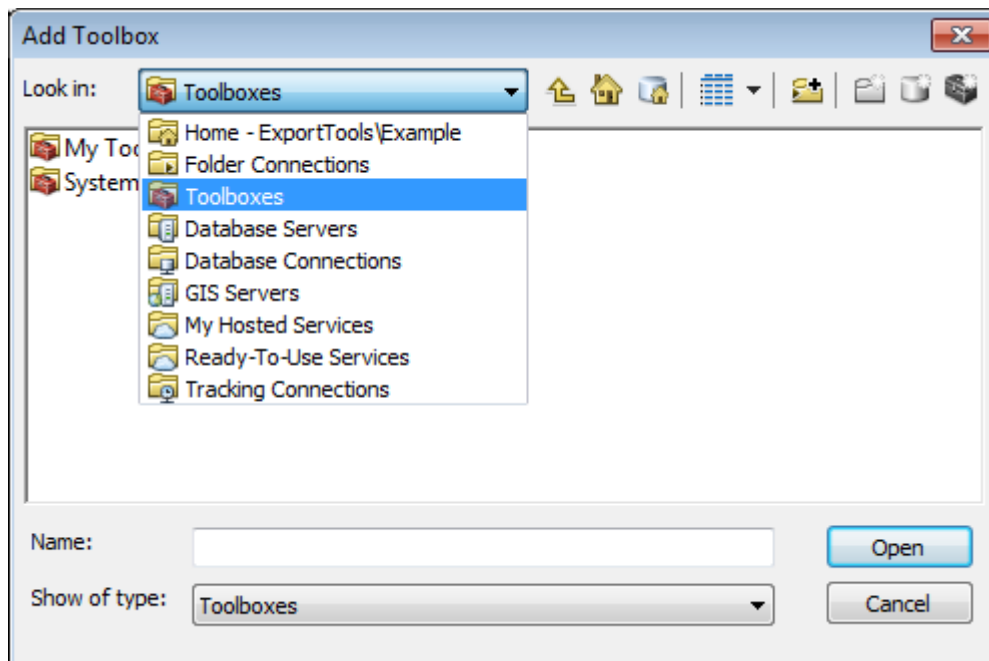 Add Toolbox
Look in:
Toolboxes
Home - ExportTools\Example
Folder Connections
Toolboxes
Database Servers
Database Connections
GIS Servers
My Hosted Services
Ready-To-Use Services
Tracking Connections
My
System
Name:
Open
Show of type:
Toolboxes
Cancel